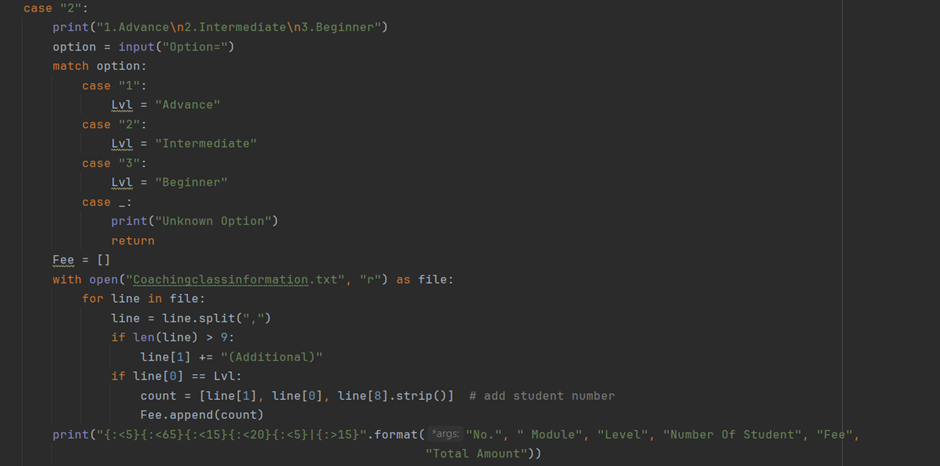 case "2":
print("1.Advance\n2.Intermediate\n3.Beginner")
option = input("Option=")
match option:
case "1":
Lvl = "Advance"
case "2":
Lvl = "Intermediate"
case "3":
Lvl = "Beginner"
case _:
print("Unknown Option")
return
Fee = []
with open("Coachingclassinformation.txt", "r") as file:
for line in file:
line = line.split(",")
if len(line) > 9:
line[1] += "(Additional)"
if line[0] == Lvl:
count = [line[1], line[0], line[8].strip()]  # add student number
Fee.append(count)
print("{:<5}{:<65}{:<15}{:<20}{:<5}|{:>15}".format( *args: "No.", " Module", "Level", "Number Of Student", "Fee",
"Total Amount"))